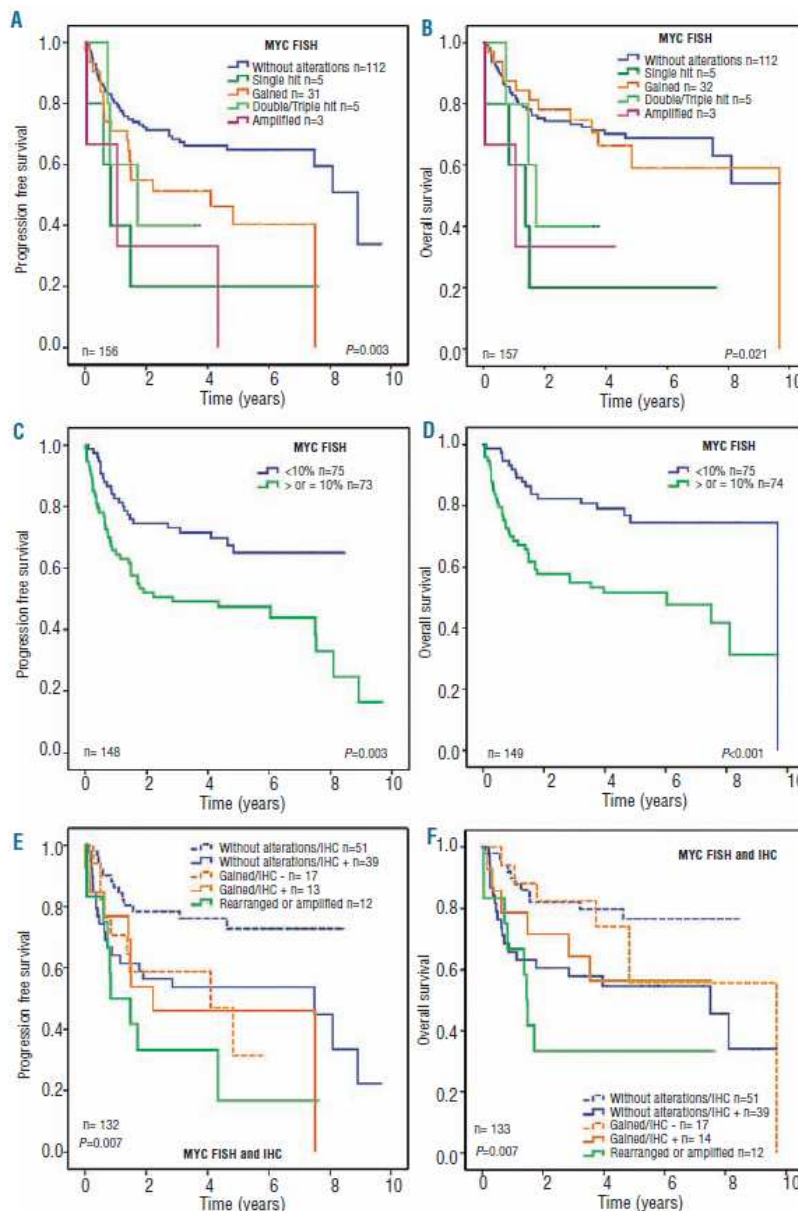 A
MYC FISH
Without alterations n=112
Single hit n=5
Gained n= 31
Double/Triple hit n=5
Amplified n=3
Progression free survival
1.0
0.8
0.6
0.4
0.2
0.0
n= 156
P=0.003
0 2 4 6 8 10
Time (years)
B
MYC FISH
Without alterations n=112
Single hit n=5
Gained n= 32
Double/Triple hit n=5
Amplified n=3
Overall survival
1.0
0.8
0.6
0.4
0.2
0.0
n= 157
P=0.021
0 2 4 6 8 10
Time (years)
C
MYC FISH
<10% n=75
> or = 10% n=73
Progression free survival
1.0
0.8
0.6
0.4
0.2
0.0
n= 148
P=0.003
0 2 4 6 8 10
Time (years)
D
MYC FISH
<10% n=75
> or = 10% n=74
Overall survival
1.0
0.8
0.6
0.4
0.2
0.0
n= 149
P<0.001
0 2 4 6 8 10
Time (years)
E
Without alterations/IHC n=51
Without alterations/IHC + n=39
Gained/IHC - n= 17
Gained/IHC + n= 13
Rearranged or amplified n=12
Progression free survival
1.0
0.8
0.6
0.4
0.2
0.0
n= 132
P=0.007
MYC FISH and IHC
0 2 4 6 8 10
Time (years)
F
MYC FISH and IHC
Overall survival
1.0
0.8
0.6
0.4
0.2
0.0
Without alterations/IHC n=51
Without alterations/IHC + n=39
Gained/IHC - n= 17
Gained/IHC + n= 14
Rearranged or amplified n=12
n= 133
P=0.007
0 2 4 6 8 10
Time (years)